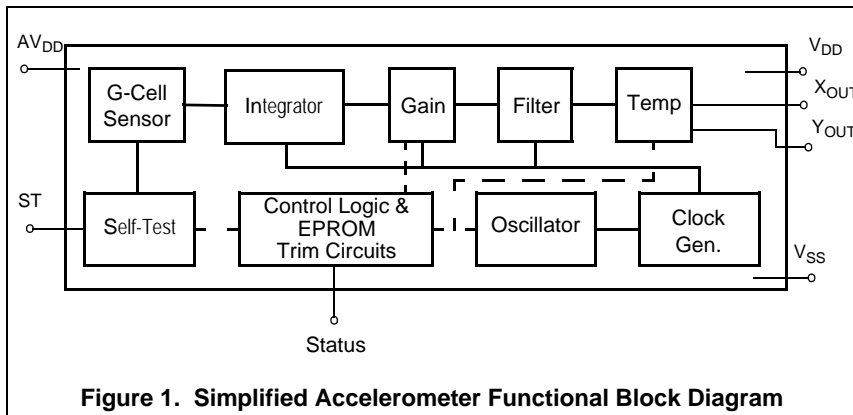 AVDD
VDD
G-Cell
Sensor
Integrator
Gain
Filter
Temp
XOUT
YOUT
ST
Self-Test
Control Logic &
EPROM
Trim Circuits
Oscillator
Clock
Gen.
VSS
Status
Figure 1. Simplified Accelerometer Functional Block Diagram